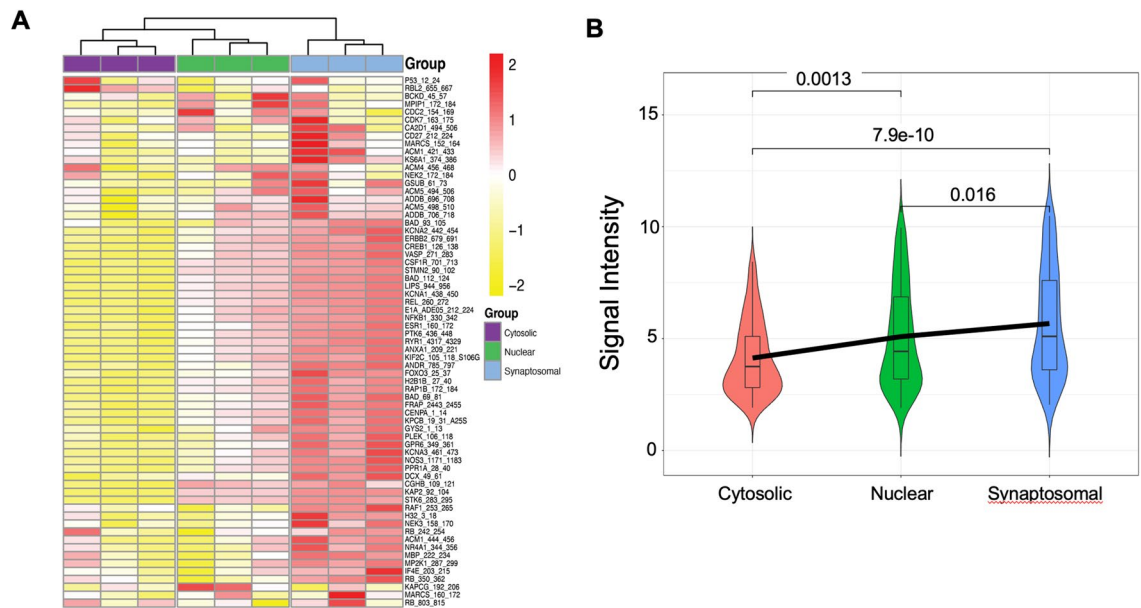 A
Group
P53_12_24
RBL2_655_667
BCKD_45_57
MPIP1_172_184
CDC2_154_169
CDK7_163_175
CA2D1_494_506
CD27_212_224
MARCS_152_164
ACM1_421_433
KS6A1_374_386
ACM4_456_468
NEK2_172_184
GSUB_61_73
ACM5_494_506
ADDB_696_708
ACM5_498_510
ADDB_706_718
BAD_93_105
KCNA2_442_454
ERBB2_679_691
CREB1_126_138
VASP_271_283
CSF1R_701_713
STMN2_90_102
BAD_112_124
LIPS_944_956
KCNA1_438_450
REL_260_272
E1A_ADE05_212_224
NFKB1_330_342
ESR1_160_172
PTK6_436_448
RYR1_4317_4329
ANXA1_209_221
KIF2C_105_118_S106G
ANDR_785_797
FOXO3_25_37
H2B1B_27_40
RAP1B_172_184
BAD_69_81
FRAP_2443_2455
CENPA_1_14
KPCB_19_31_A25S
GYS2_1_13
PLEK_106_118
GPR6_349_361
KCNA3_461_473
NOS3_1171_1183
PPR1A_28_40
DCX_49_61
CGHB_109_121
KAP2_92_104
STK6_283_295
RAF1_253_265
H32_3_18
NEK3_158_170
RB_242_254
ACM1_444_456
NR4A1_344_356
MBP_222_234
MP2K1_287_299
IF4E_203_215
RB_350_362
KAPCG_192_206
MARCS_160_172
RB_803_815
2
1
0
−1
−2
Group
Cytosolic
Nuclear
Synaptosomal
B
Signal Intensity
15
10
5
0
0.0013
7.9e-10
0.016
Cytosolic
Nuclear
Synaptosomal